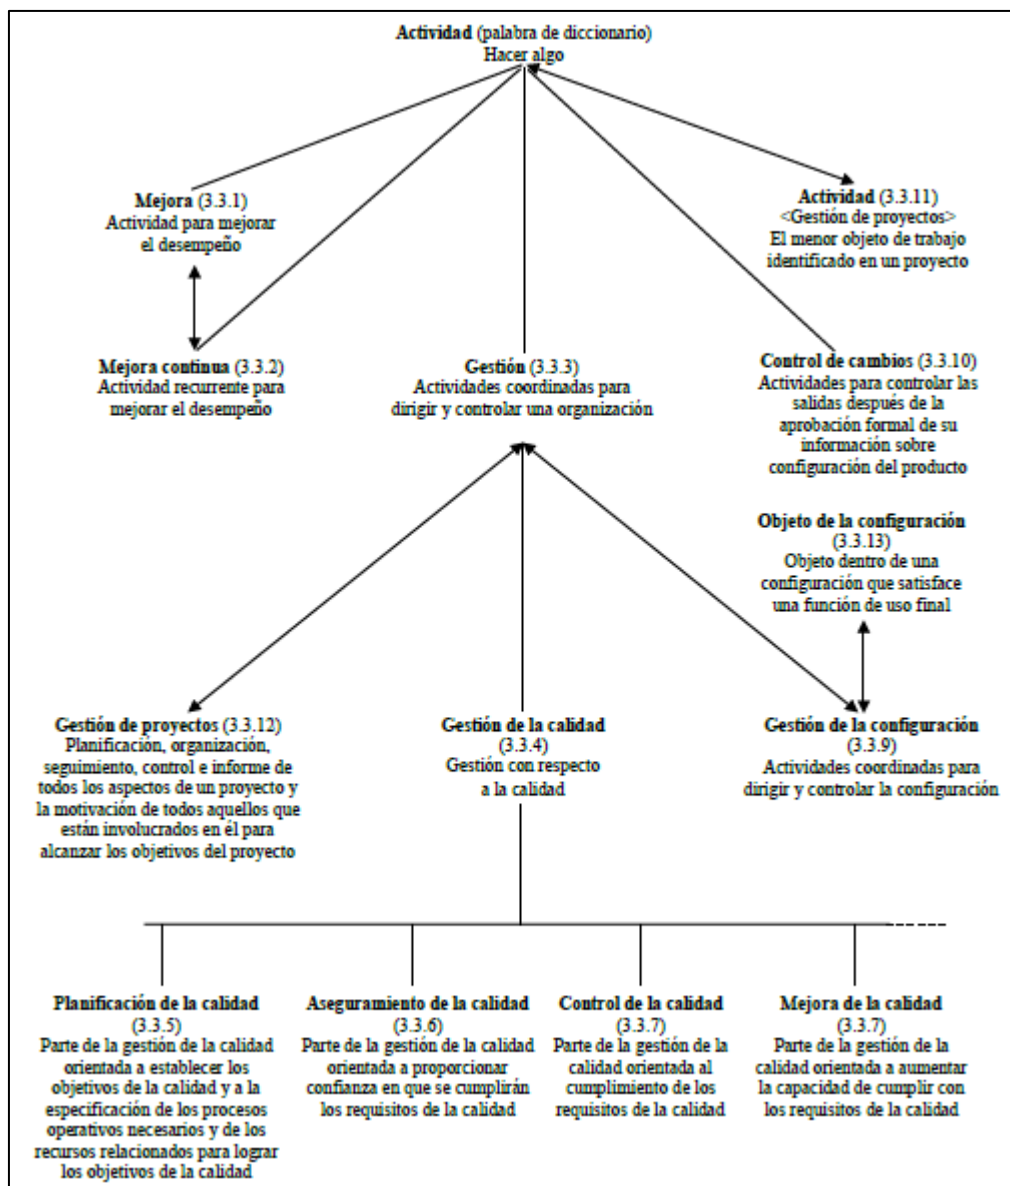 Actividad (palabra de diccionario)
Hacer algo
Mejora (3.3.1)
Actividad para mejorar
el desempeño
Actividad (3.3.11)
<Gestión de proyectos>
El menor objeto de trabajo
identificado en un proyecto
Mejora continua (3.3.2)
Actividad recurrente para
mejorar el desempeño
Gestión (3.3.3)
Actividades coordinadas para
dirigir y controlar una organización
Control de cambios (3.3.10)
Actividades para controlar las
salidas después de la
aprobación formal de su
información sobre
configuración del producto
Objeto de la configuración
(3.3.13)
Objeto dentro de una
configuración que satisface
una función de uso final
Gestión de proyectos (3.3.12)
Planificación, organización,
seguimiento, control e informe de
todos los aspectos de un proyecto y
la motivación de todos aquellos que
están involucrados en él para
alcanzar los objetivos del proyecto
Gestión de la calidad
(3.3.4)
Gestión con respecto
a la calidad
Gestión de la configuración
(3.3.9)
Actividades coordinadas para
dirigir y controlar la configuración
Planificación de la calidad
(3.3.5)
Parte de la gestión de la calidad
orientada a establecer los
objetivos de la calidad y a la
especificación de los procesos
operativos necesarios y de los
recursos relacionados para lograr
los objetivos de la calidad
Aseguramiento de la calidad
(3.3.6)
Parte de la gestión de la calidad
orientada a proporcionar
confianza en que se cumplirán
los requisitos de la calidad
Control de la calidad
(3.3.7)
Parte de la gestión de la
calidad orientada al
cumplimiento de los
requisitos de la calidad
Mejora de la calidad
(3.3.7)
Parte de la gestión de la
calidad orientada a aumentar
la capacidad de cumplir con
los requisitos de la calidad